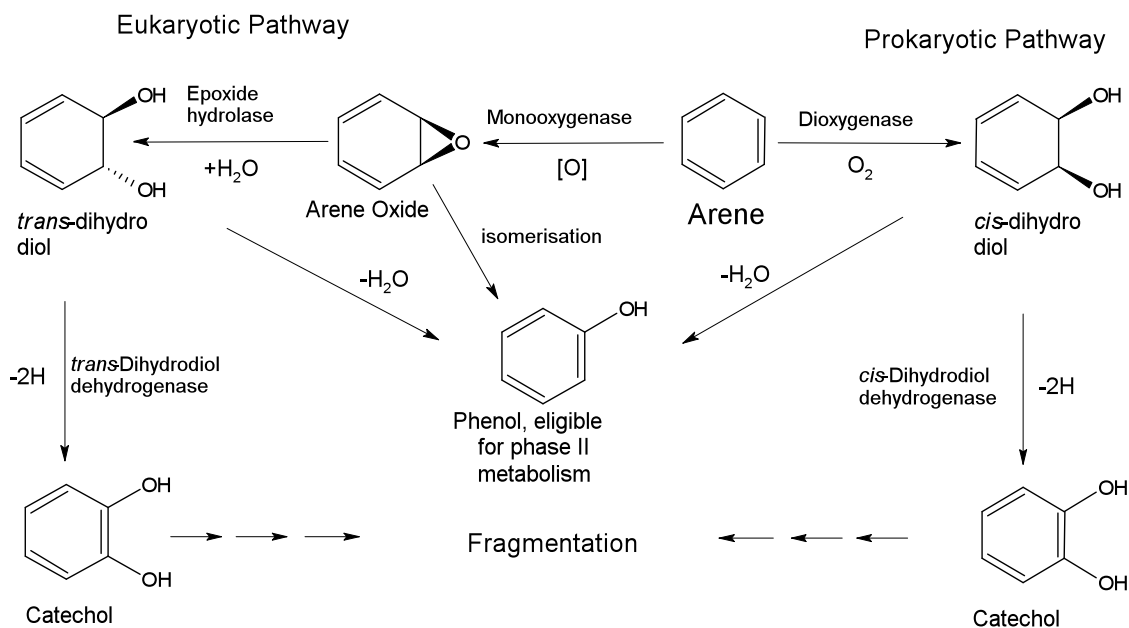 Eukaryotic Pathway
Prokaryotic Pathway
OH
OH
trans-dihydro
diol
Epoxide
hydrolase
+H2O
O
Arene Oxide
Monooxygenase
[O]
Arene
Dioxygenase
O2
OH
OH
cis-dihydro
diol
isomerisation
-H2O
-H2O
OH
Phenol, eligible
for phase II
metabolism
-2H
trans-Dihydrodiol
dehydrogenase
cis-Dihydrodiol
dehydrogenase
-2H
OH
OH
Catechol
Fragmentation
OH
OH
Catechol